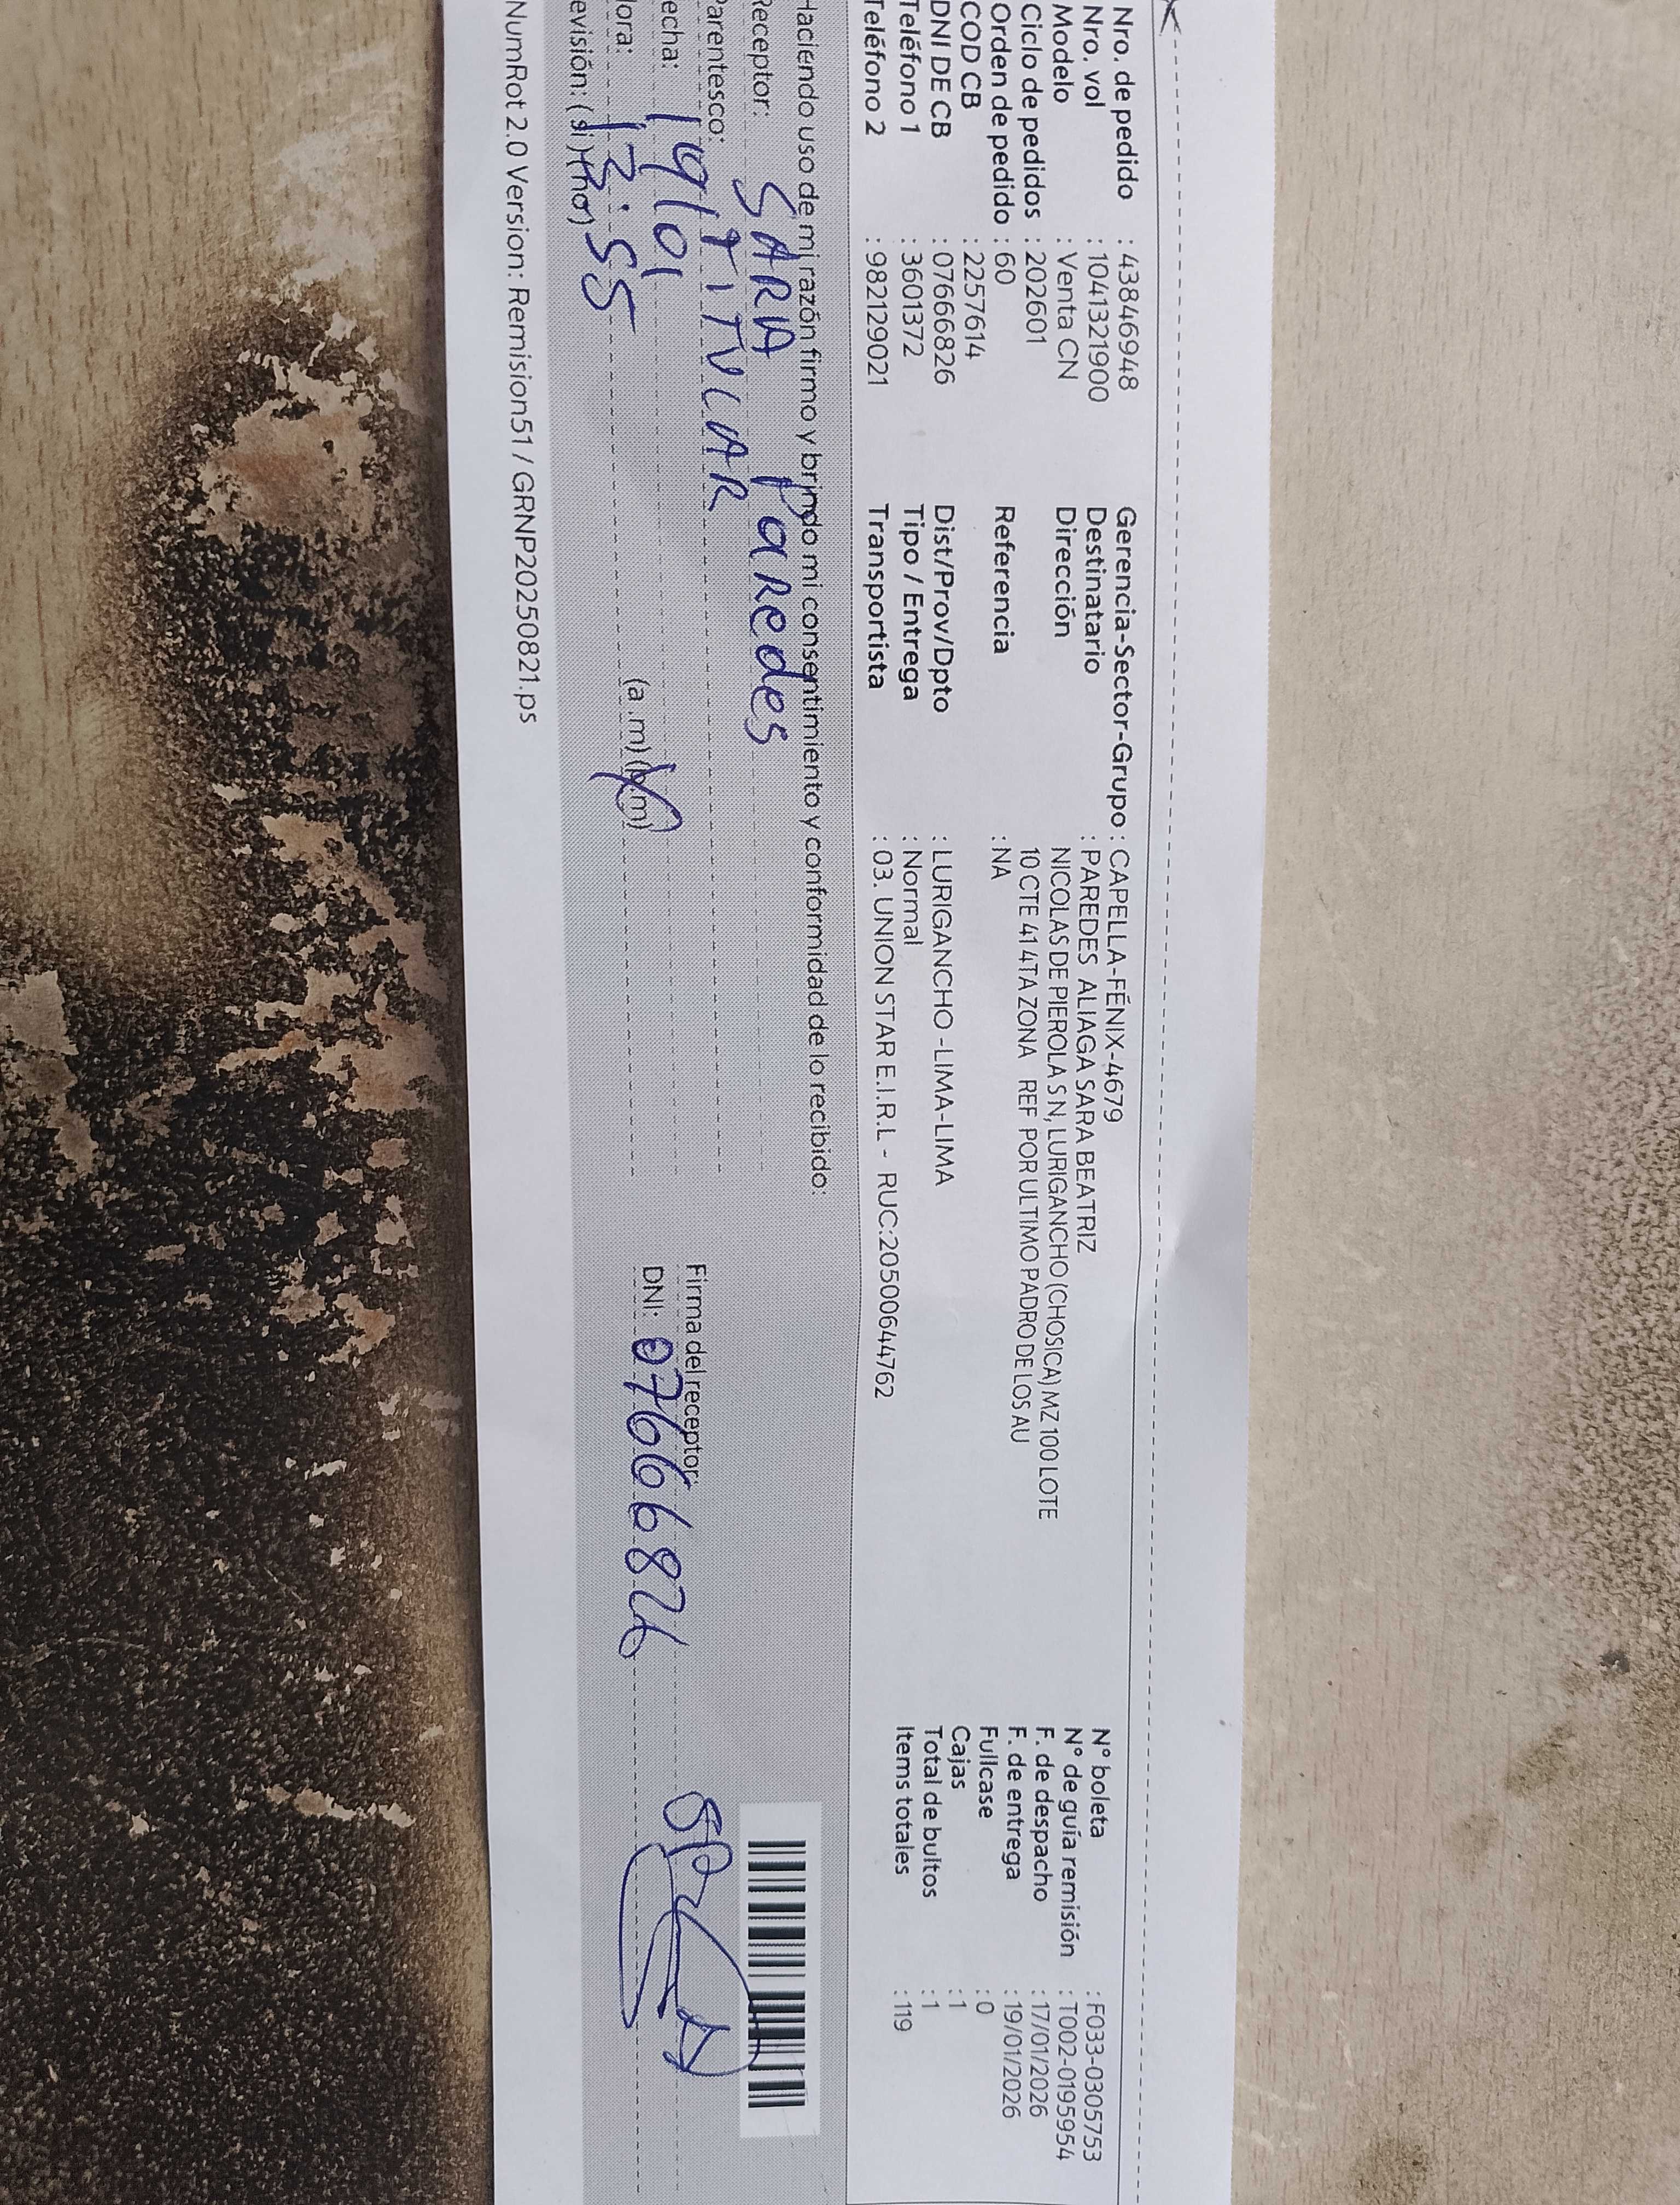 Nro. de pedido : 43846948
Nro. vol : 1041321900
Modelo : Venta CN
Ciclo de pedidos : 202601
Orden de pedido : 60
COD CB : 2257614
DNI DE CB : 07666826
Teléfono 1 : 3601372
Teléfono 2 : 982129021
Gerencia-Sector-Grupo : CAPELLA-FÉNIX-4679
Destinatario : PAREDES ALIAGA SARA BEATRIZ
Dirección NICOLAS DE PIEROLA S N, LURIGANCHO (CHOSICA) MZ 100 LOTE
10 CTE 41 4TA ZONA REF POR ULTIMO PADRO DE LOS AU
Referencia : NA
Dist/Prov/Dpto : LURIGANCHO -LIMA-LIMA
Tipo / Entrega : Normal
Transportista : 03. UNION STAR E.I.R.L - RUC:20500644762
N° boleta : F033-0305753
N° de guía remisión : T002-0195954
F. de despacho : 17/01/2026
F. de entrega : 19/01/2026
Fullcase : 0
Cajas : 1
Total de bultos : 1
Items totales : 119
Haciendo uso de mi razón firmo y brindo mi consentimiento y conformidad de lo recibido:
Receptor: SARA Paredes
Parentesco: TITULAR
echa: 19/01
ora: 13:55 (a.m) (p.m)
evisión: (si) (no)
Firma del receptor:
DNI: 07666826
NumRot 2.0 Version: Remision51 / GRNP20250821.ps